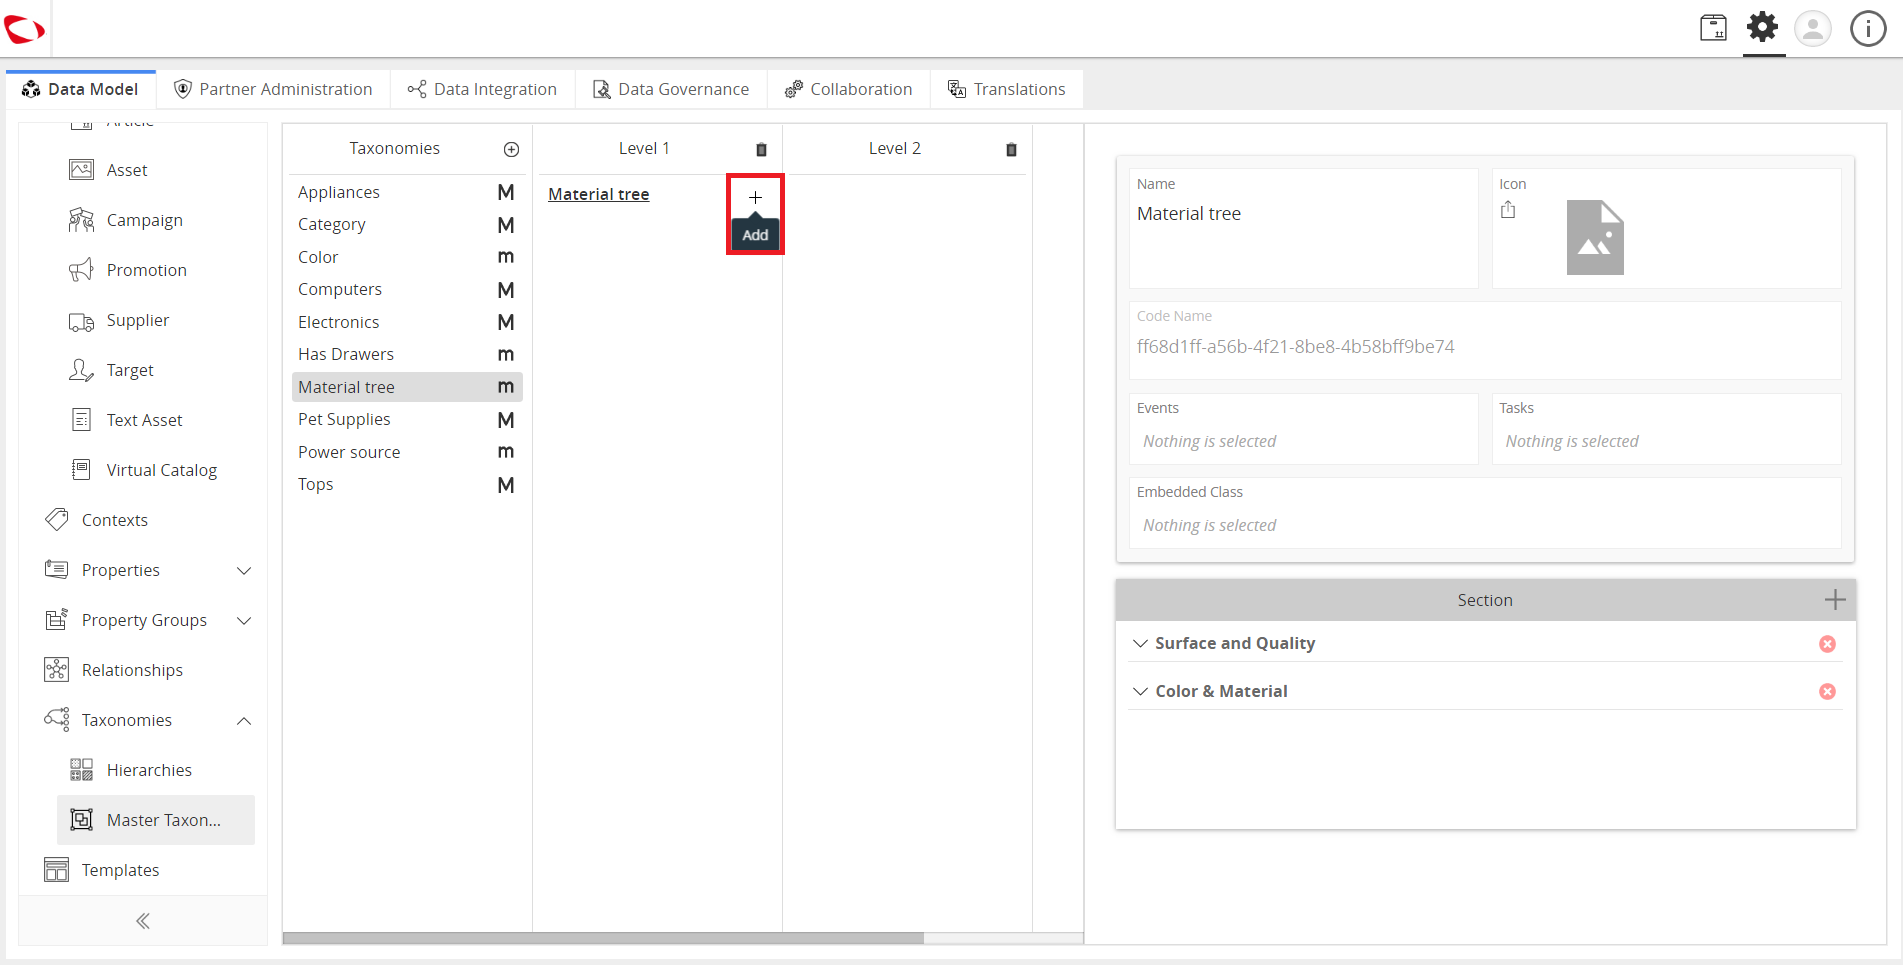 Data Model
Partner Administration
Data Integration
Data Governance
Collaboration
Translations
Article
Asset
Campaign
Promotion
Supplier
Target
Text Asset
Virtual Catalog
Contexts
Properties
Property Groups
Relationships
Taxonomies
Hierarchies
Master Taxon...
Templates
Taxonomies
Appliances M
Category M
Color m
Computers M
Electronics M
Has Drawers m
Material tree m
Pet Supplies M
Power source m
Tops M
Level 1
Material tree
Add
Level 2
Name
Material tree
Icon
Code Name
ff68d1ff-a56b-4f21-8be8-4b58bff9be74
Events
Nothing is selected
Tasks
Nothing is selected
Embedded Class
Nothing is selected
Section
Surface and Quality
Color & Material